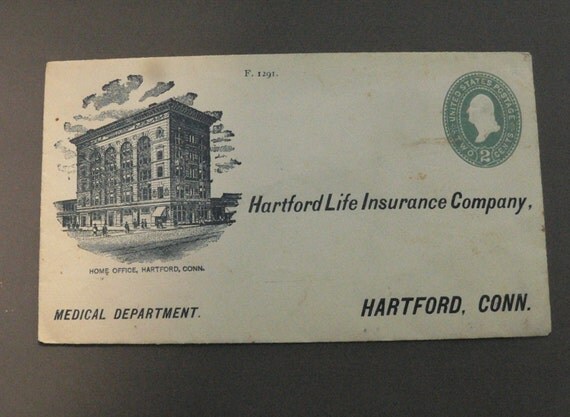 F. 1291.
UNITED STATES POSTAGE
TWO CENTS
2
Hartford Life Insurance Company,
HOME OFFICE, HARTFORD, CONN.
MEDICAL DEPARTMENT.
HARTFORD, CONN.